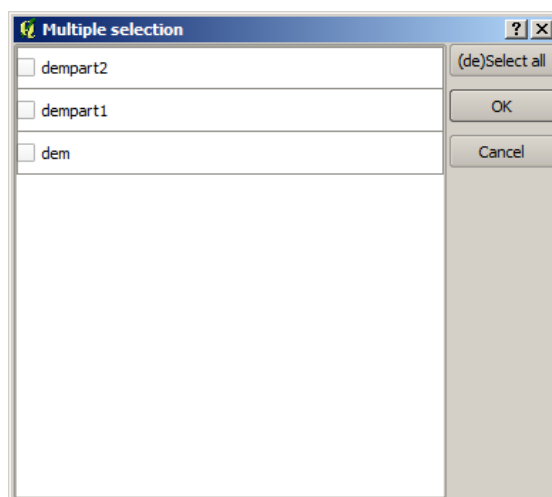 Multiple selection
dempart2
(de)Select all
dempart1
OK
dem
Cancel